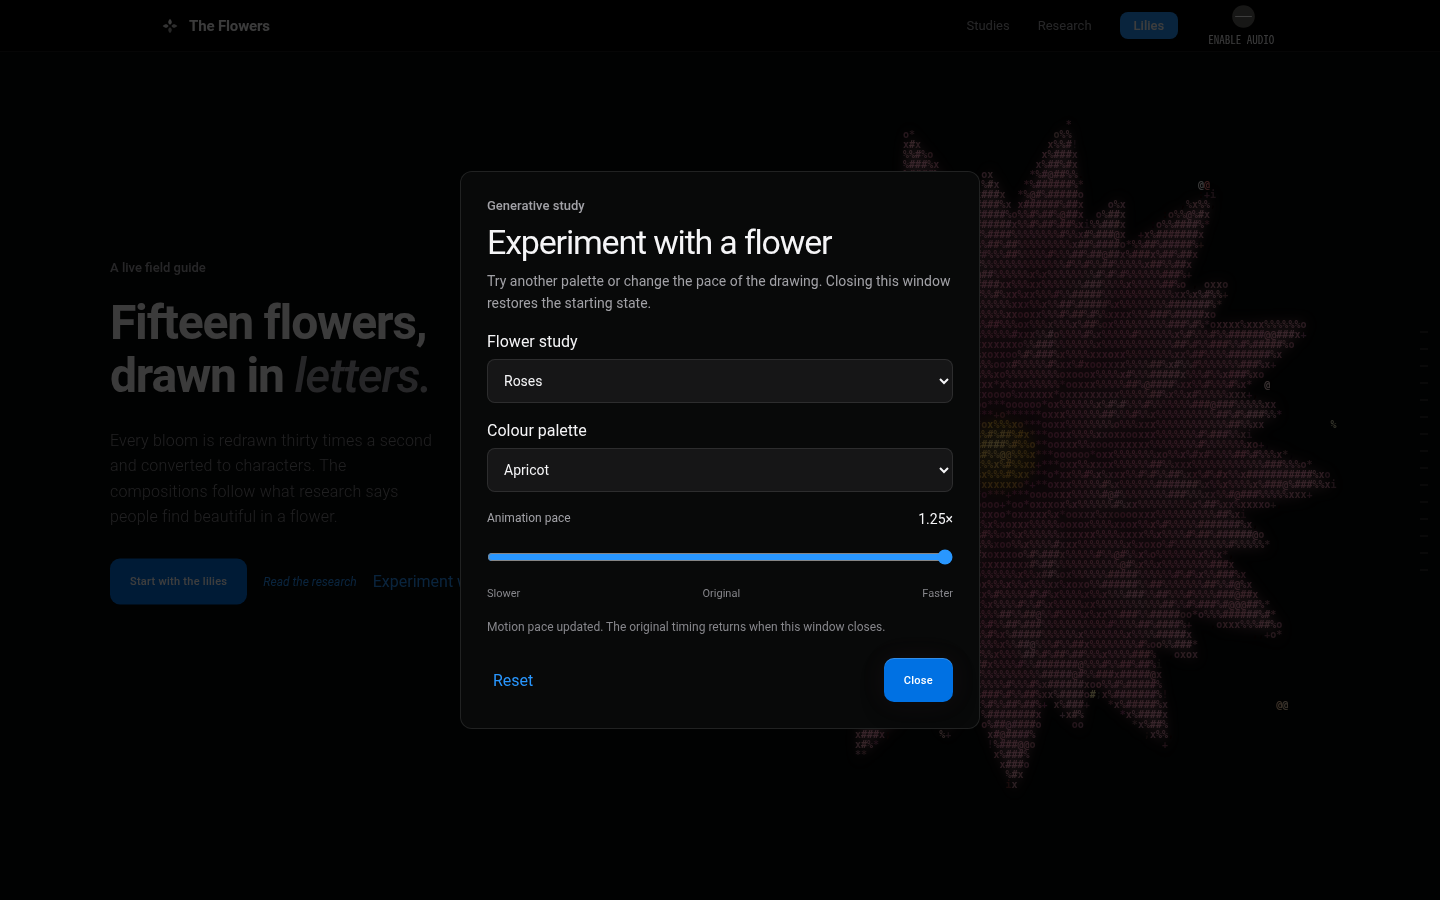 The Flowers
Studies
Research
Lilies
ENABLE AUDIO
A live field guide
Fifteen flowers,
drawn in letters.
Every bloom is redrawn thirty times a second
and converted to characters. The
compositions follow what research says
people find beautiful in a flower.
Start with the lilies
Read the research
Experiment
Generative study
Experiment with a flower
Try another palette or change the pace of the drawing. Closing this window
restores the starting state.
Flower study
Roses
Colour palette
Apricot
Animation pace
1.25×
Slower
Original
Faster
Motion pace updated. The original timing returns when this window closes.
Reset
Close